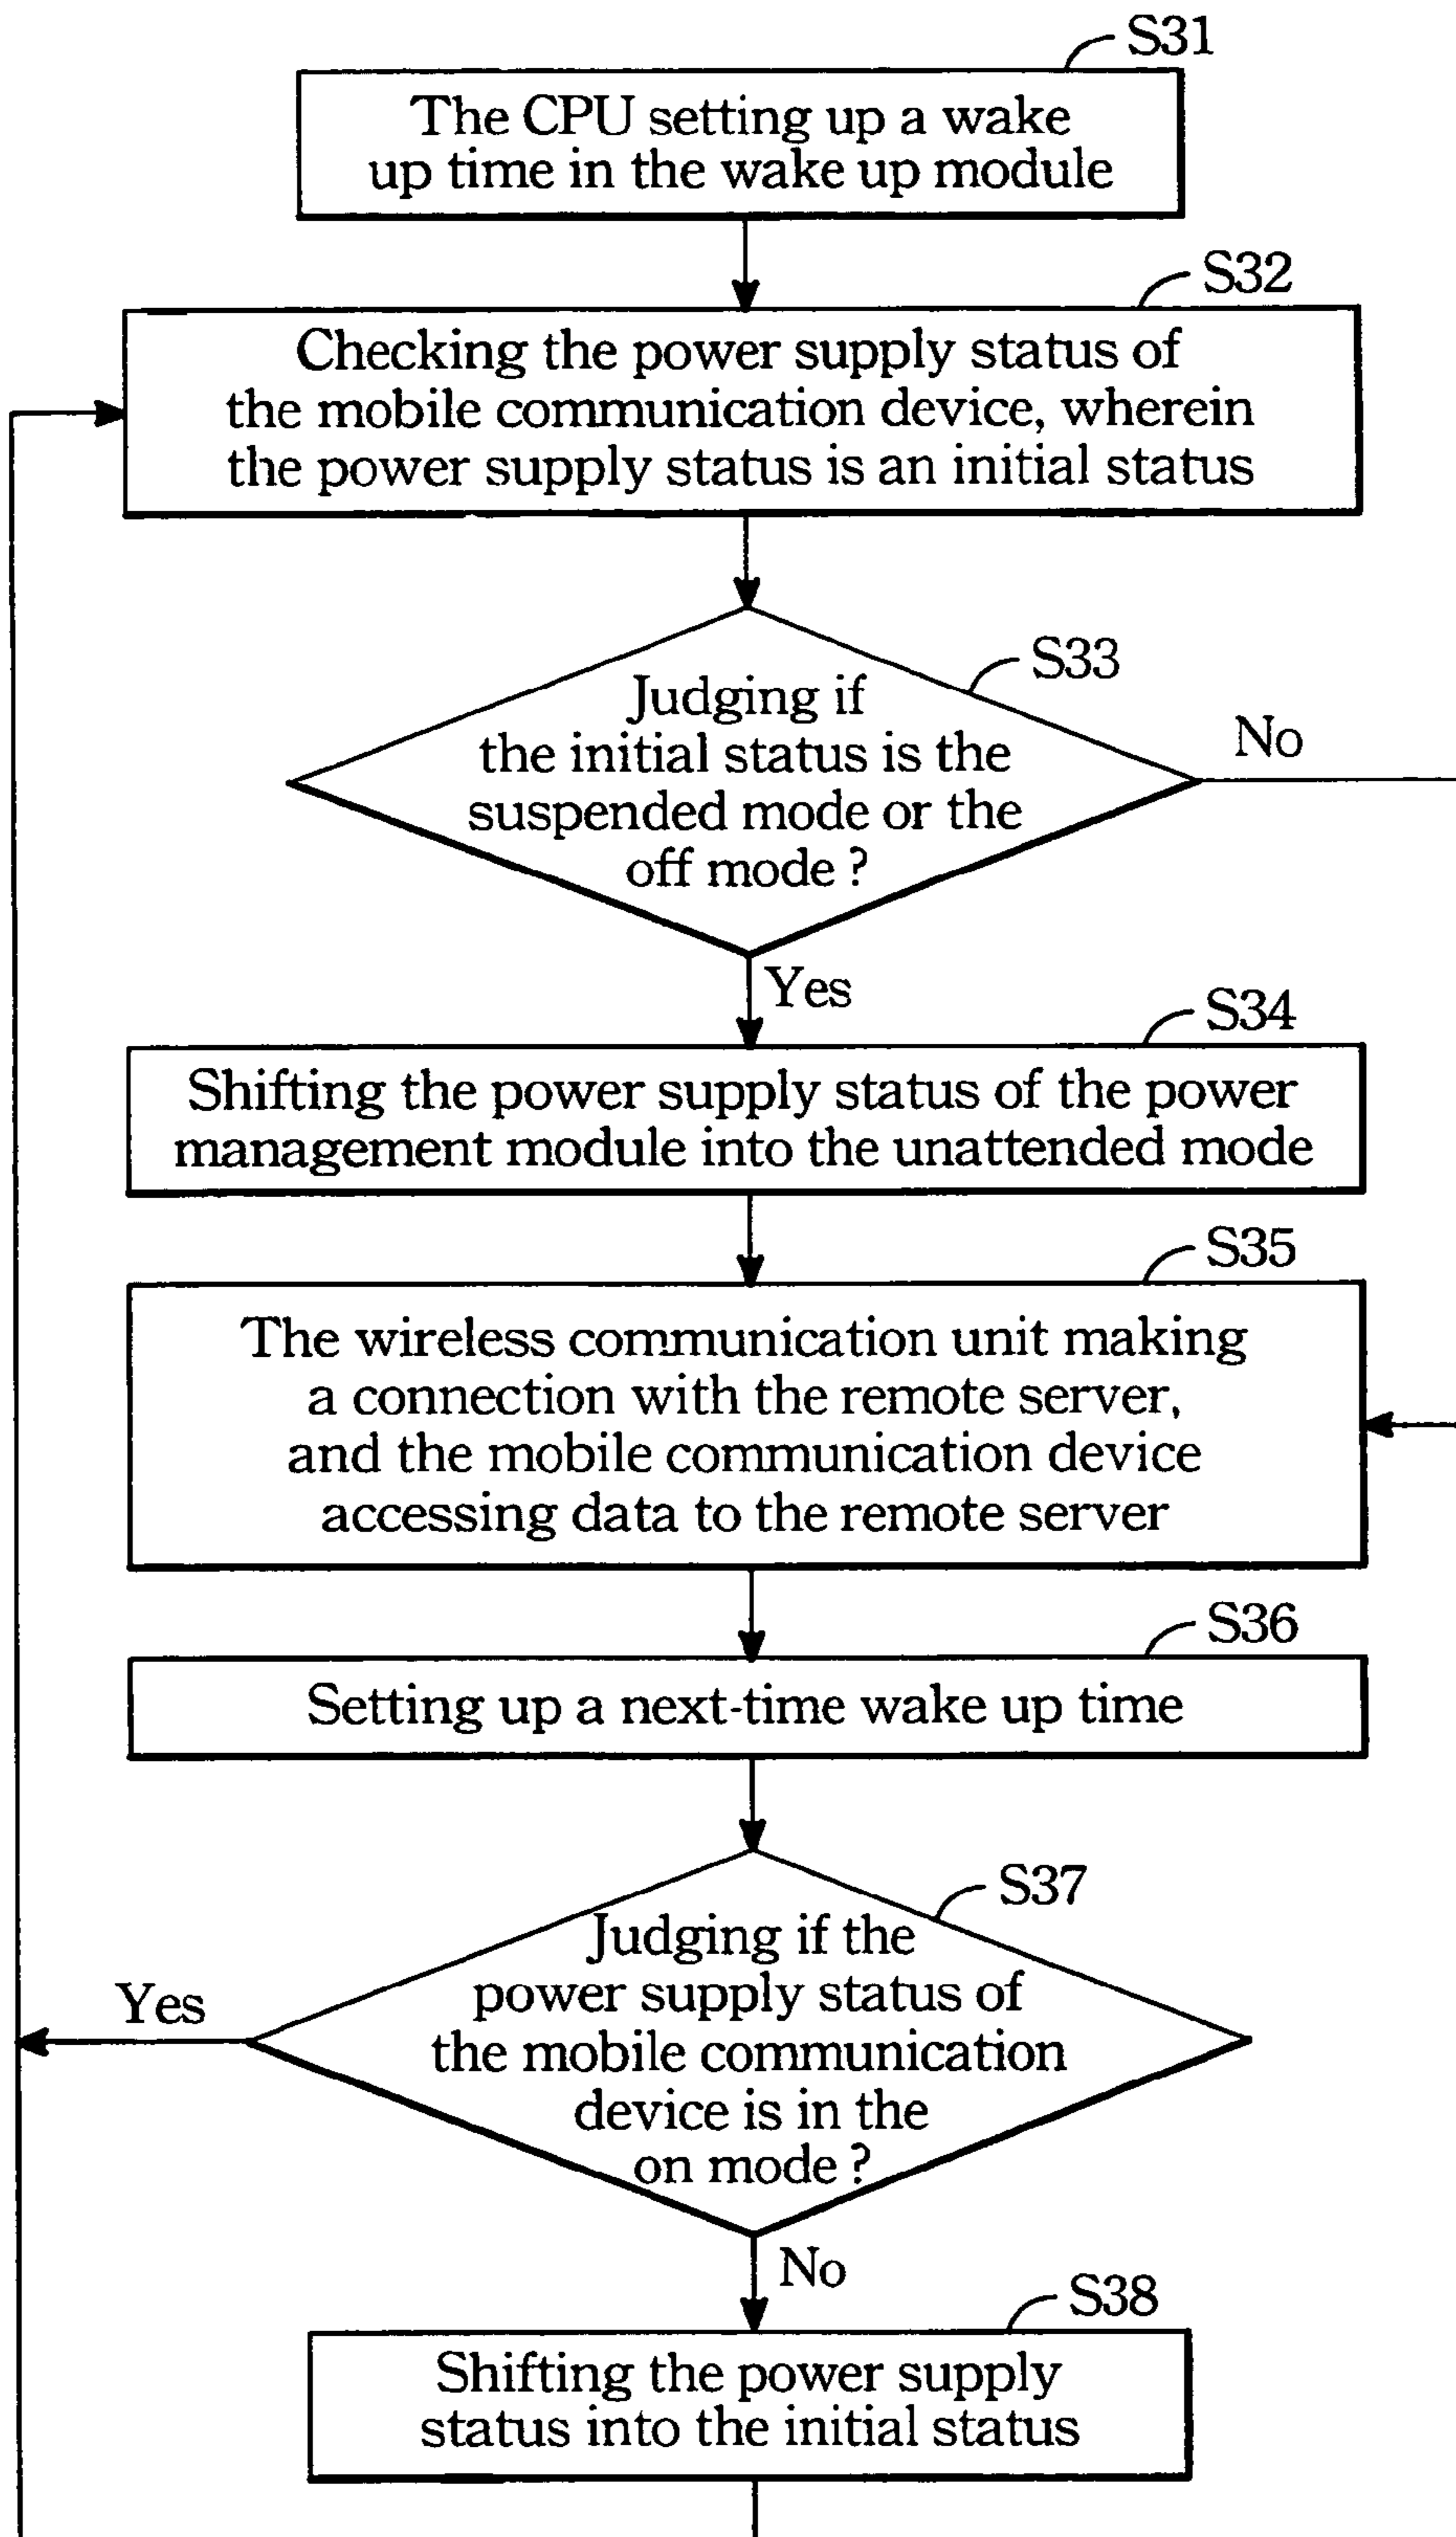 S31
The CPU setting up a wake
up time in the wake up module
S32
Checking the power supply status of
the mobile communication device, wherein
the power supply status is an initial status
S33
Judging if
the initial status is the
suspended mode or the
off mode ?
No
Yes
S34
Shifting the power supply status of the power
management module into the unattended mode
S35
The wireless communication unit making
a connection with the remote server,
and the mobile communication device
accessing data to the remote server
S36
Setting up a next-time wake up time
S37
Judging if the
power supply status of
the mobile communication
device is in the
on mode ?
Yes
No
S38
Shifting the power supply
status into the initial status